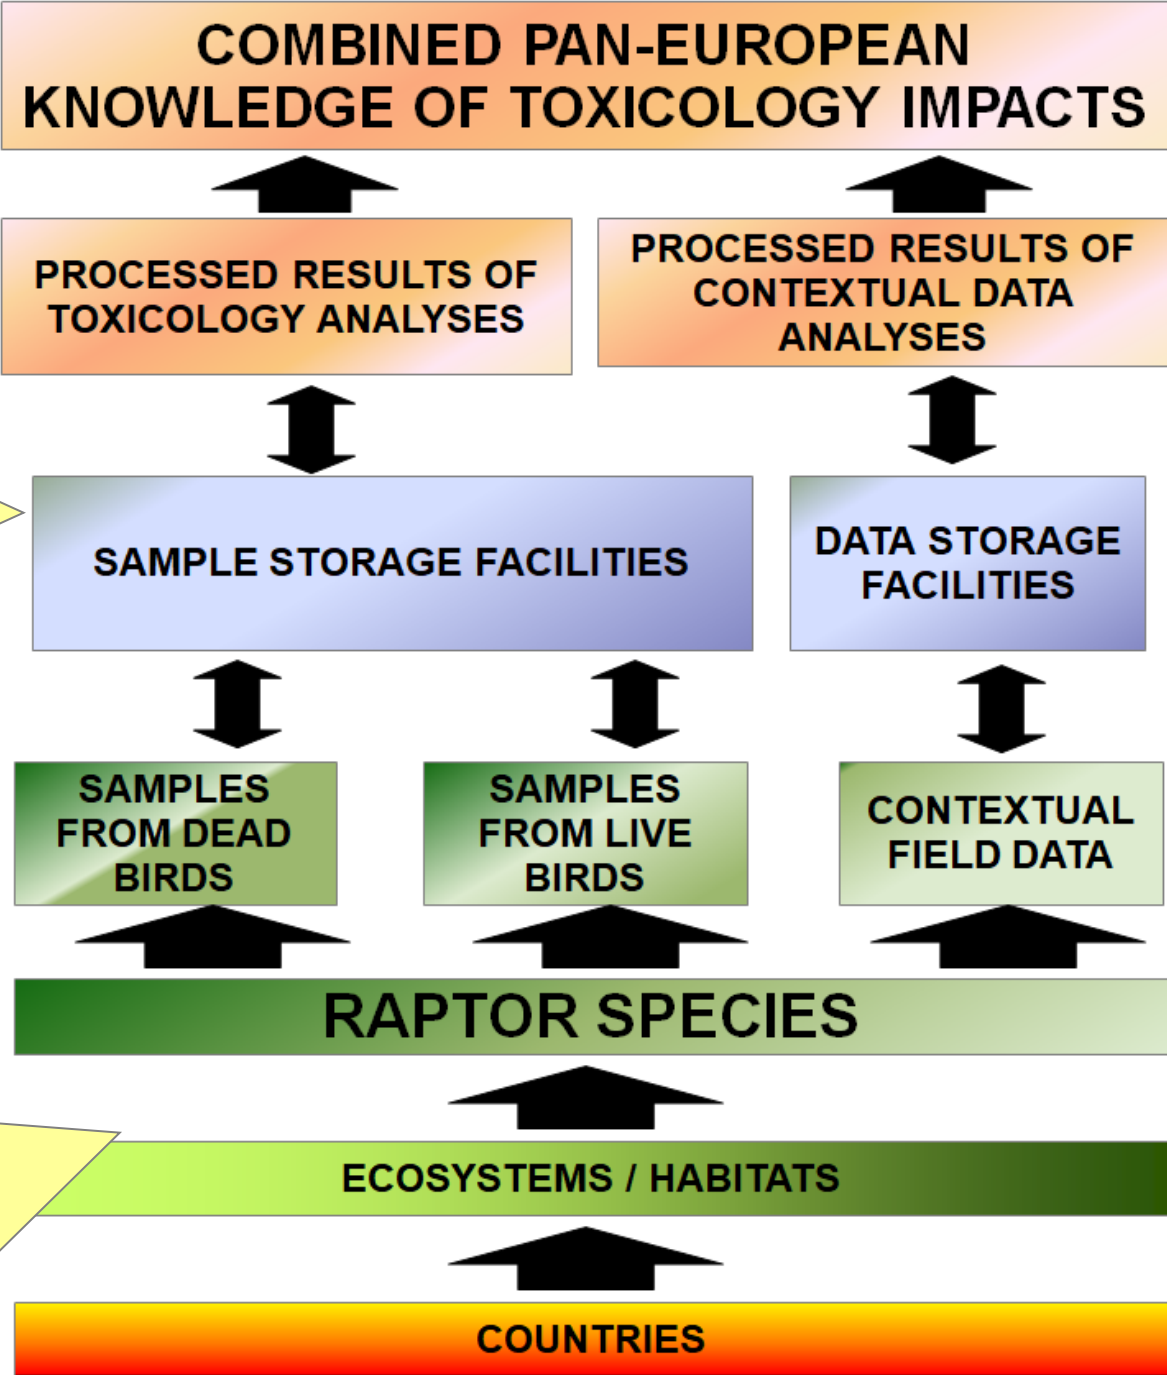 COMBINED PAN-EUROPEAN
KNOWLEDGE OF TOXICOLOGY IMPACTS
PROCESSED RESULTS OF
TOXICOLOGY ANALYSES
PROCESSED RESULTS OF
CONTEXTUAL DATA
ANALYSES
SAMPLE STORAGE FACILITIES
DATA STORAGE
FACILITIES
SAMPLES
FROM DEAD
BIRDS
SAMPLES
FROM LIVE
BIRDS
CONTEXTUAL
FIELD DATA
RAPTOR SPECIES
ECOSYSTEMS / HABITATS
COUNTRIES